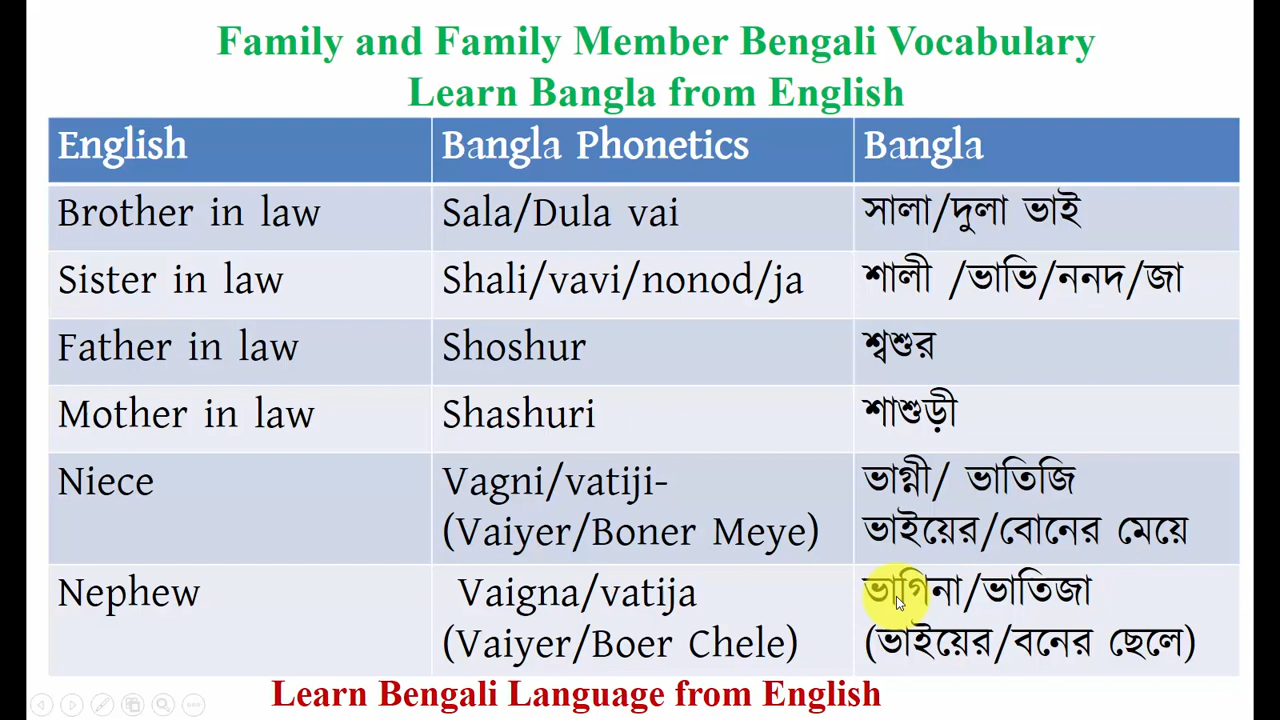 Family and Family Member Bengali Vocabulary
Learn Bangla from English
English Bangla Phonetics Bangla
Brother in law Sala/Dula vai সালা/দুলা ভাই
Sister in law Shali/vavi/nonod/ja শালী /ভাভি/ননদ/জা
Father in law Shoshur শ্বশুর
Mother in law Shashuri শাশুড়ী
Niece Vagni/vatiji- ভাগ্নী/ ভাতিজি
(Vaiyer/Boner Meye) ভাইয়ের/বোনের মেয়ে
Nephew Vaigna/vatija ভাগিনা/ভাতিজা
(Vaiyer/Boer Chele) (ভাইয়ের/বনের ছেলে)
Learn Bengali Language from English